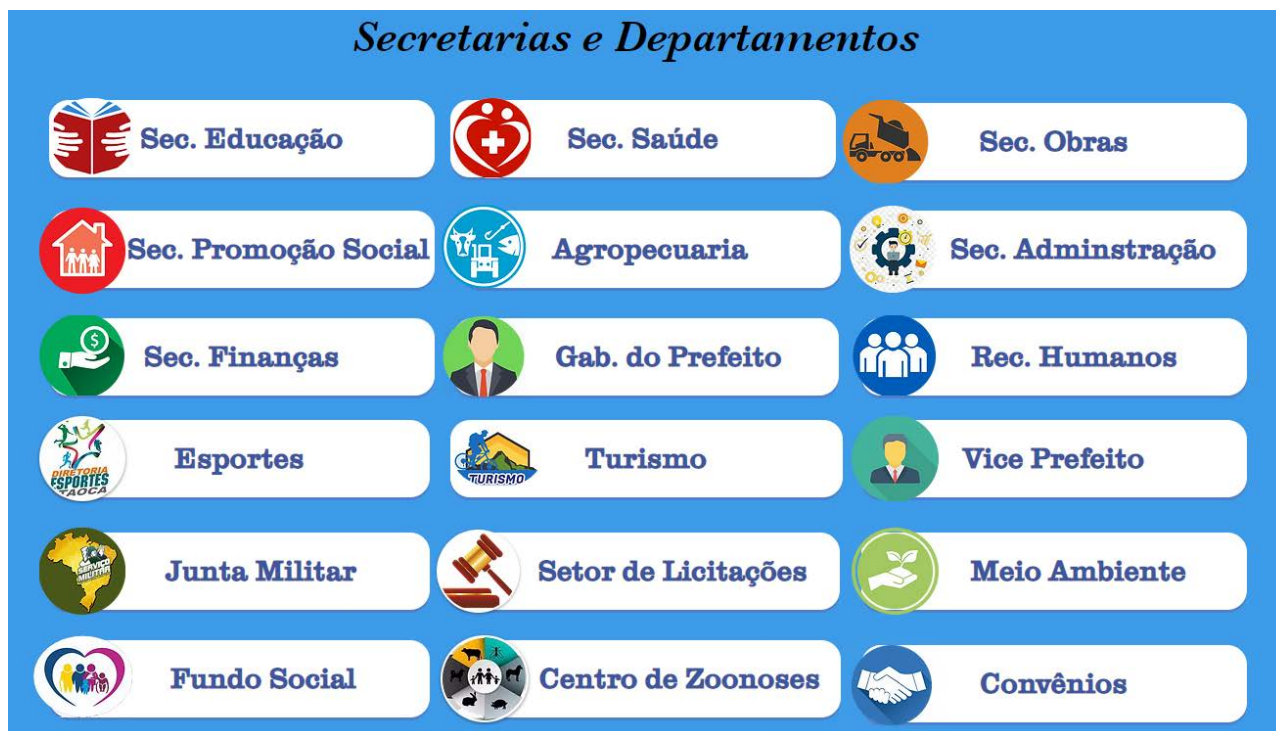 Secretarias e Departamentos
Sec. Educação
Sec. Saúde
Sec. Obras
Sec. Promoção Social
Agropecuaria
Sec. Adminstração
Sec. Finanças
Gab. do Prefeito
Rec. Humanos
DIRETORIA
ESPORTES
ITAOCA
Esportes
TURISMO
Turismo
Vice Prefeito
SERVIÇO
MILITAR
Junta Militar
Setor de Licitações
Meio Ambiente
Fundo Social
Centro de Zoonoses
Convênios